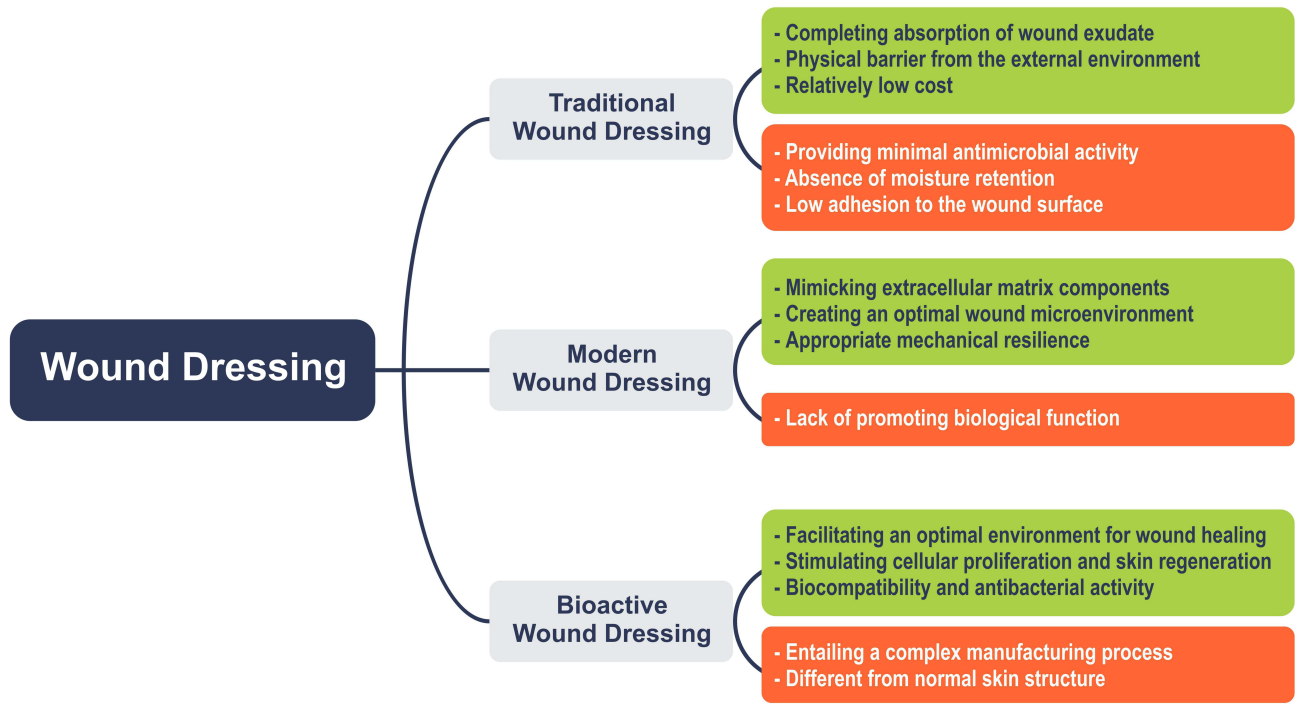 Wound Dressing
Traditional
Wound Dressing
- Completing absorption of wound exudate
- Physical barrier from the external environment
- Relatively low cost
- Providing minimal antimicrobial activity
- Absence of moisture retention
- Low adhesion to the wound surface
Modern
Wound Dressing
- Mimicking extracellular matrix components
- Creating an optimal wound microenvironment
- Appropriate mechanical resilience
- Lack of promoting biological function
Bioactive
Wound Dressing
- Facilitating an optimal environment for wound healing
- Stimulating cellular proliferation and skin regeneration
- Biocompatibility and antibacterial activity
- Entailing a complex manufacturing process
- Different from normal skin structure